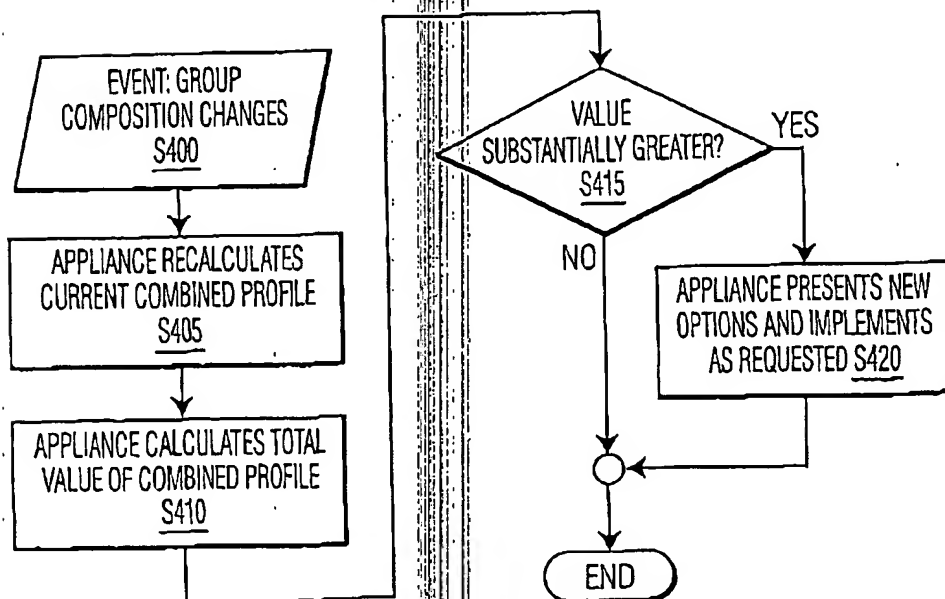 EVENT: GROUP
COMPOSITION CHANGES
S400
APPLIANCE RECALCULATES
CURRENT COMBINED PROFILE
S405
APPLIANCE CALCULATES TOTAL
VALUE OF COMBINED PROFILE
S410
VALUE
SUBSTANTIALLY GREATER?
S415
YES
NO
APPLIANCE PRESENTS NEW
OPTIONS AND IMPLEMENTS
AS REQUESTED S420
END